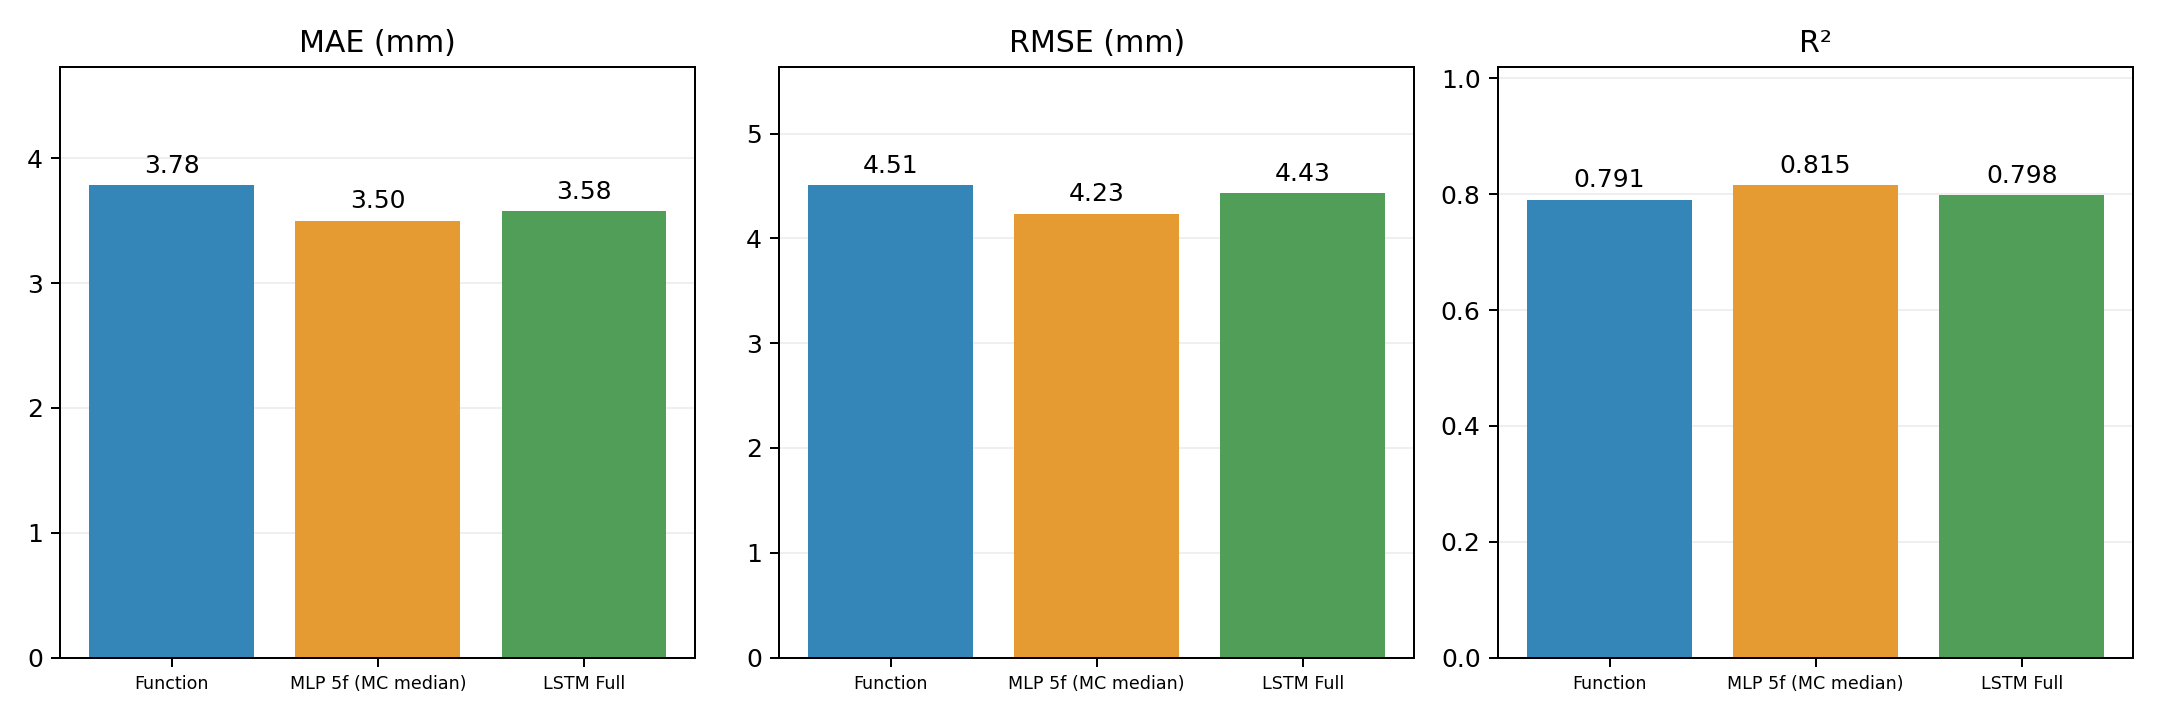 MAE (mm)
4
3
2
1
0
3.78
3.50
3.58
Function
MLP 5f (MC median)
LSTM Full
RMSE (mm)
5
4
3
2
1
0
4.51
4.23
4.43
Function
MLP 5f (MC median)
LSTM Full
R²
1.0
0.8
0.6
0.4
0.2
0.0
0.791
0.815
0.798
Function
MLP 5f (MC median)
LSTM Full